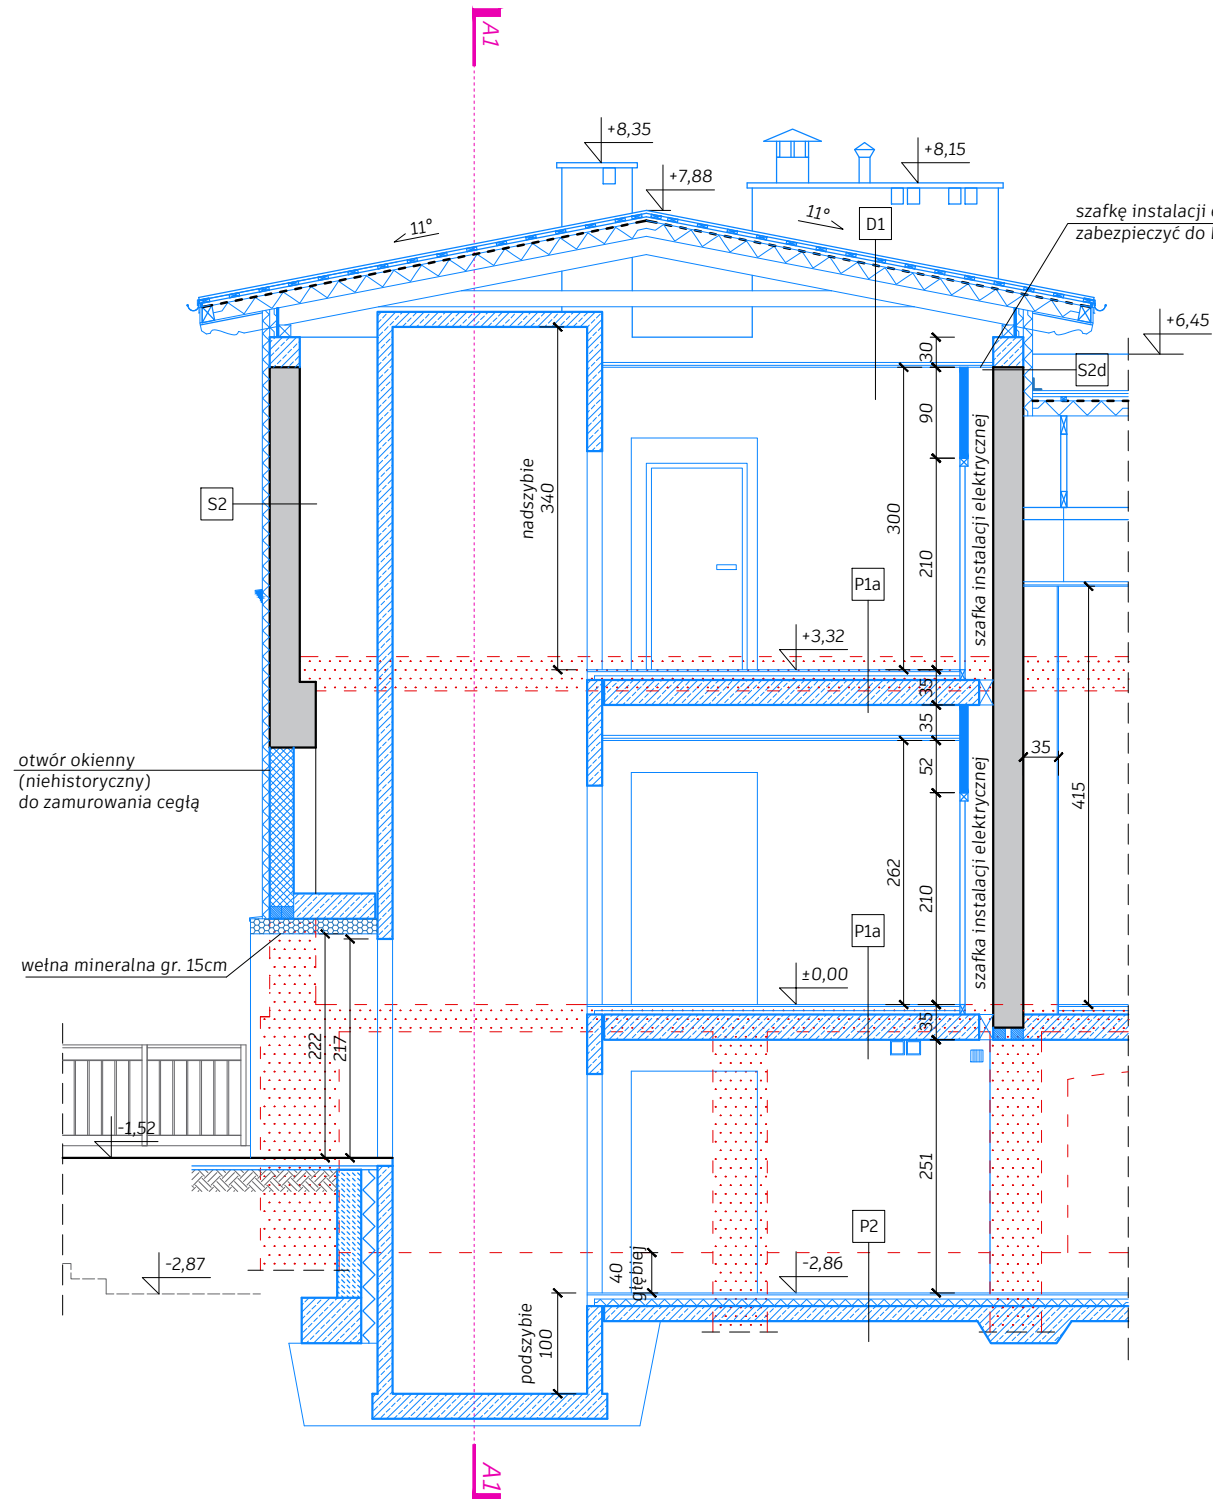 A1
+8,35
+8,15
+7,88
11°
11°
D1
szafkę instalacji
zabezpieczyć do
+6,45
S2d
30
90
szafka instalacji elektrycznej
S2
nadszybie
340
300
210
P1a
+3,32
35
35
52
35
415
otwór okienny
(niehistoryczny)
do zamurowania cegłą
szafka instalacji elektrycznej
262
210
P1a
wełna mineralna gr. 15cm
±0,00
35
222
217
-1,52
251
P2
-2,87
40
głębiej
-2,86
podszybie
100
A1